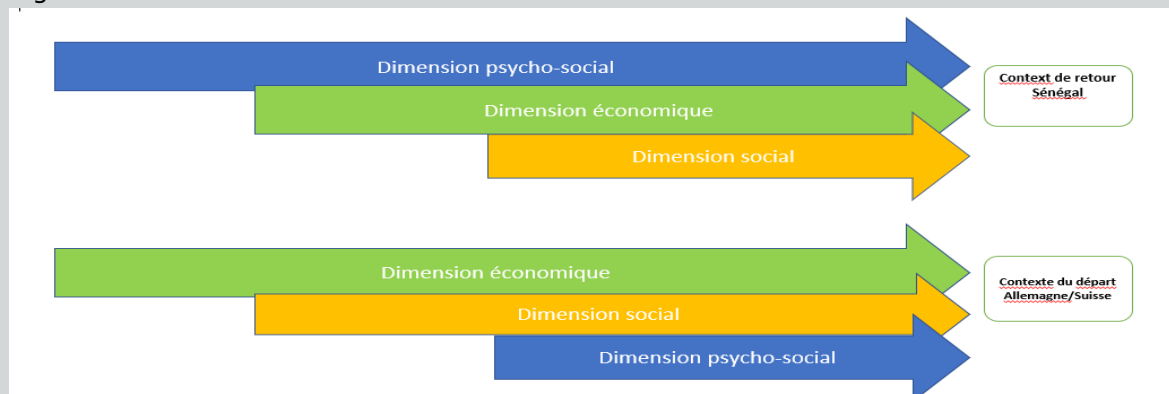 Dimension psycho-social
Dimension économique
Dimension social
Context de retour
Sénégal
Dimension économique
Dimension social
Dimension psycho-social
Contexte du départ
Allemagne/Suisse